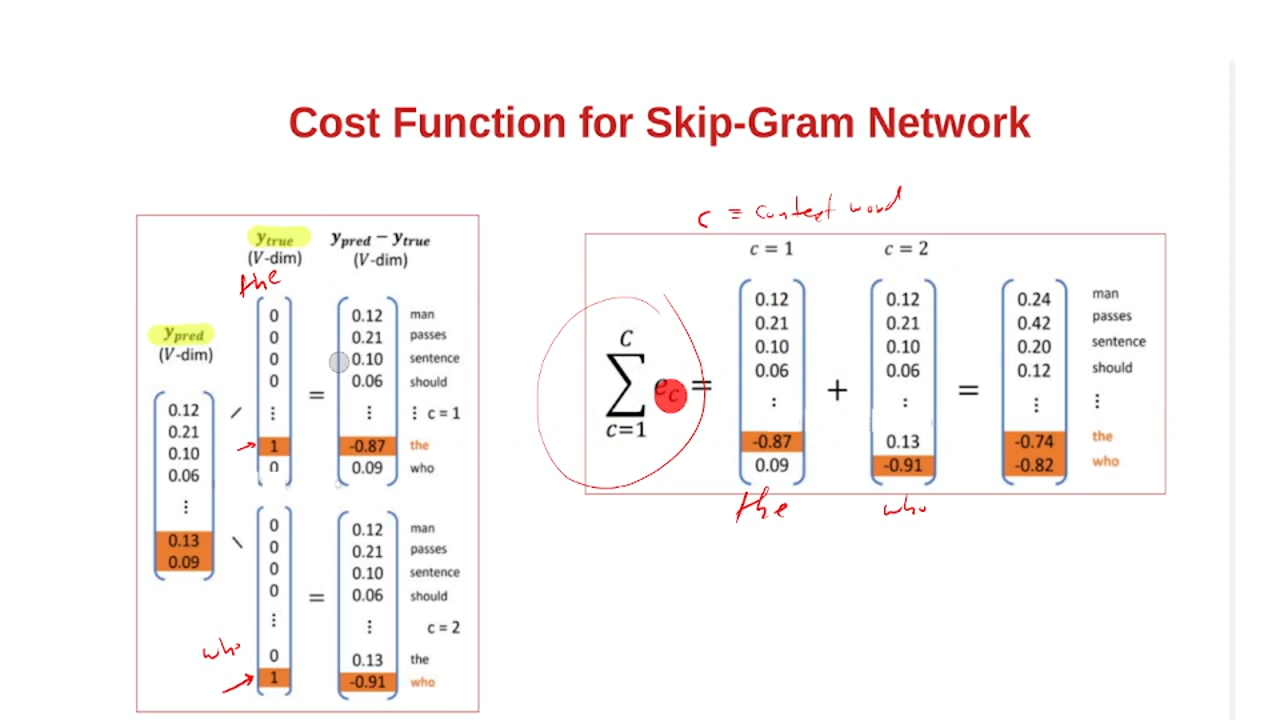 Cost Function for Skip-Gram Network
y_true
(V-dim)
y_pred − y_true
(V-dim)
the
y_pred
(V-dim)
0.12
0.21
0.10
0.06
⋮
0.13
0.09
0
0
0
0
⋮
1
0
=
0.12 man
0.21 passes
0.10 sentence
0.06 should
⋮ ⋮ c = 1
-0.87 the
0.09 who
0
0
0
0
⋮
0
1
who
=
0.12 man
0.21 passes
0.10 sentence
0.06 should
⋮ c = 2
0.13 the
-0.91 who
c = context word
c = 1
c = 2
C
∑ e_c =
c=1
0.12
0.21
0.10
0.06
⋮
-0.87
0.09
the
+
0.12
0.21
0.10
0.06
⋮
0.13
-0.91
who
=
0.24 man
0.42 passes
0.20 sentence
0.12 should
⋮ ⋮
-0.74 the
-0.82 who